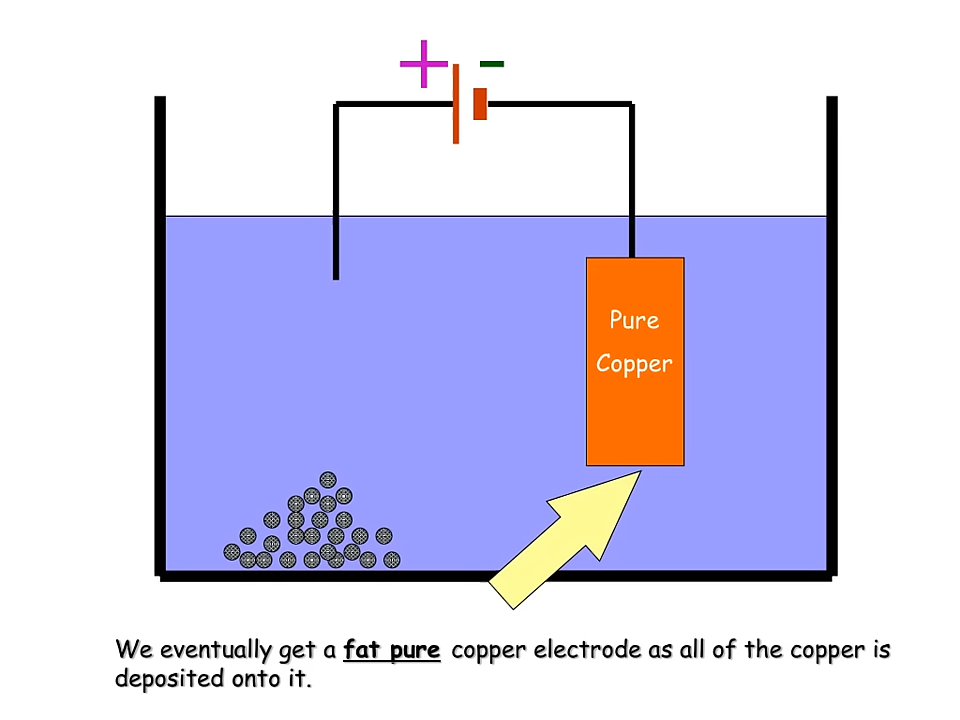 + -
Pure
Copper
We eventually get a fat pure copper electrode as all of the copper is
deposited onto it.